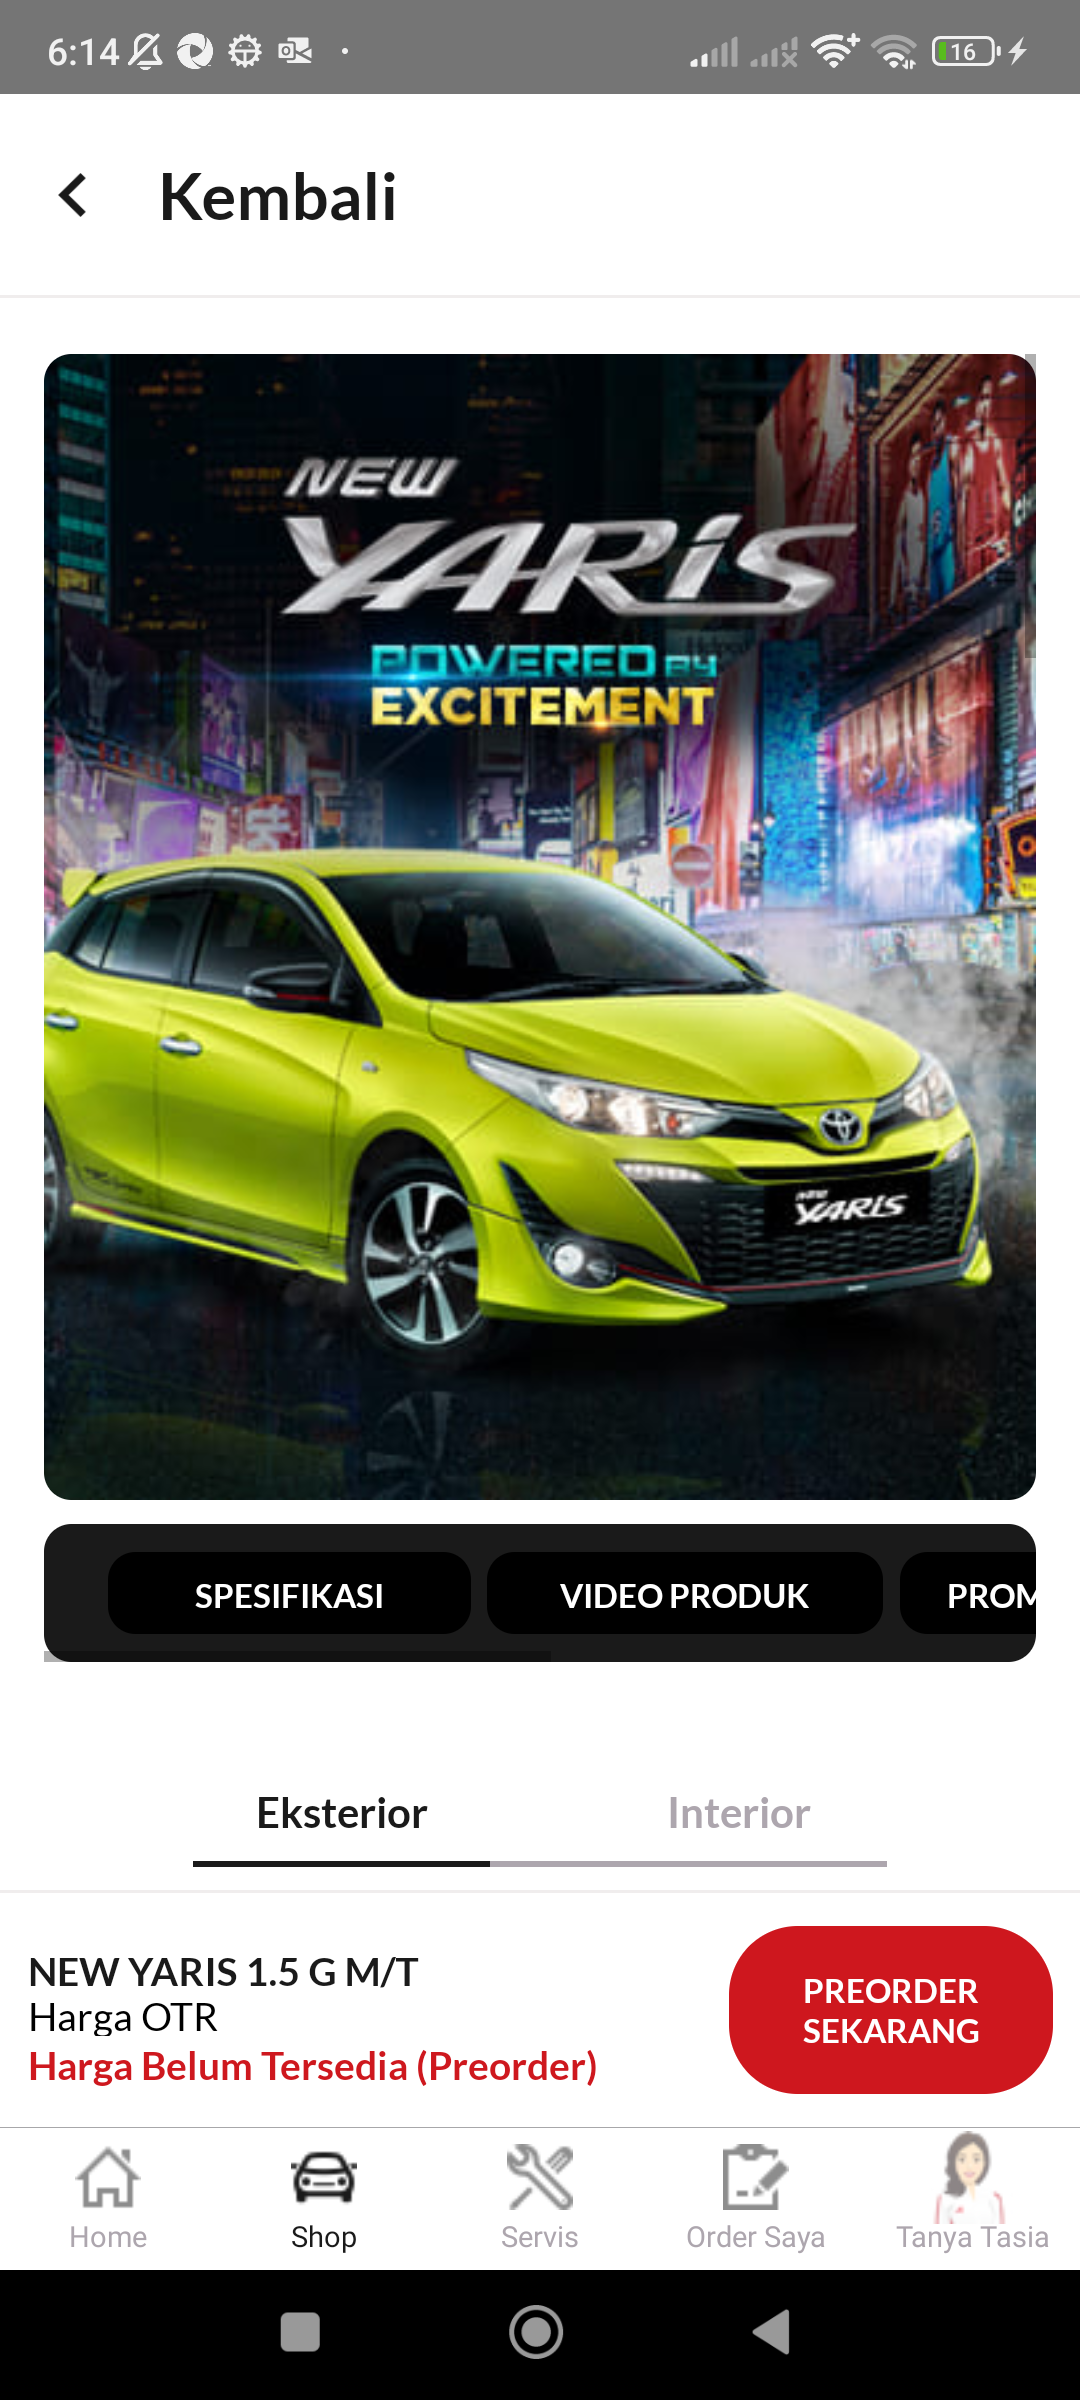 6:14
16
Kembali
NEW
YARiS
POWERED BY
EXCITEMENT
NEW
YARIS
SPESIFIKASI
VIDEO PRODUK
PROM
Eksterior
Interior
NEW YARIS 1.5 G M/T
Harga OTR
Harga Belum Tersedia (Preorder)
PREORDER
SEKARANG
Home
Shop
Servis
Order Saya
Tanya Tasia